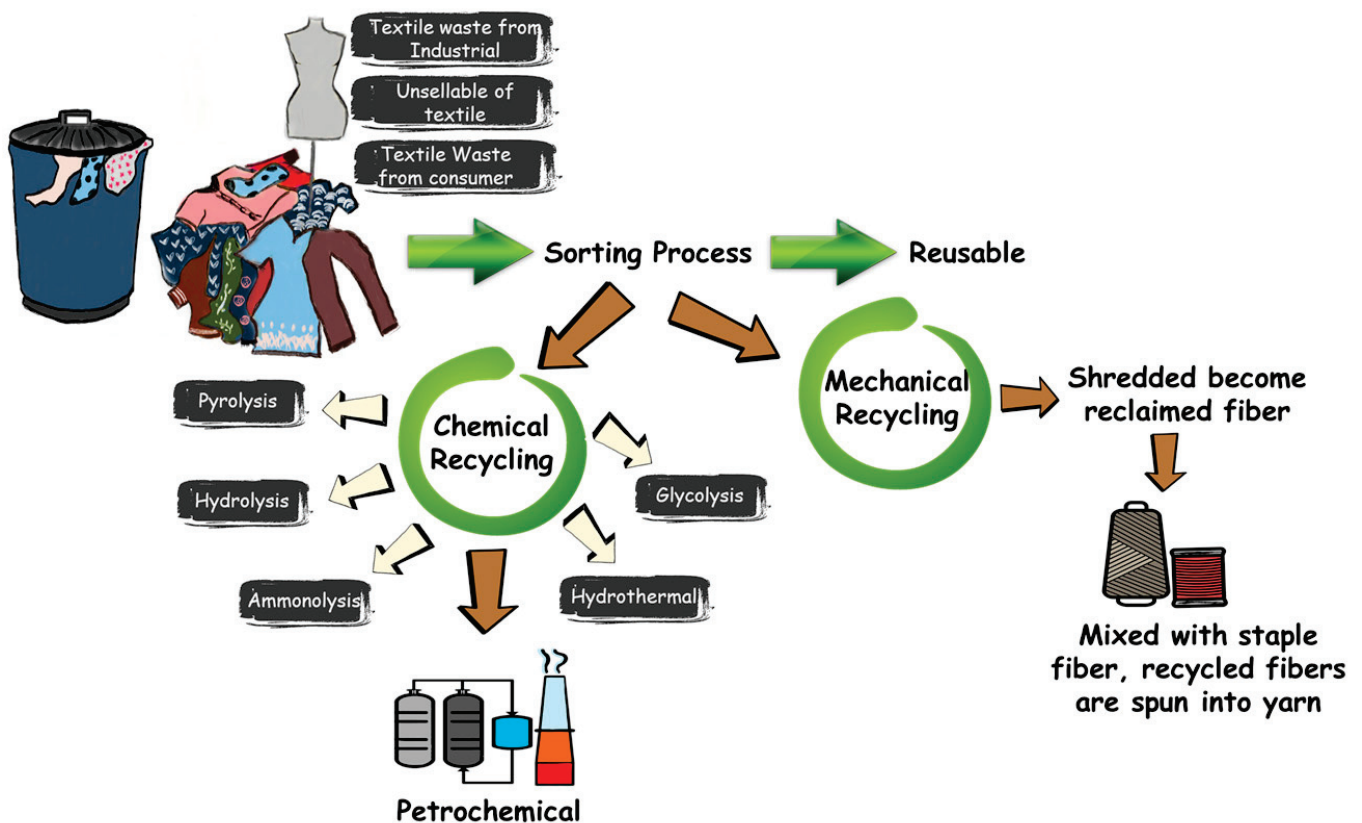 Textile waste from
Industrial
Unsellable of
textile
Textile Waste
from consumer
Sorting Process
Reusable
Mechanical
Recycling
Shredded become
reclaimed fiber
Mixed with staple
fiber, recycled fibers
are spun into yarn
Chemical
Recycling
Pyrolysis
Hydrolysis
Ammonolysis
Glycolysis
Hydrothermal
Petrochemical